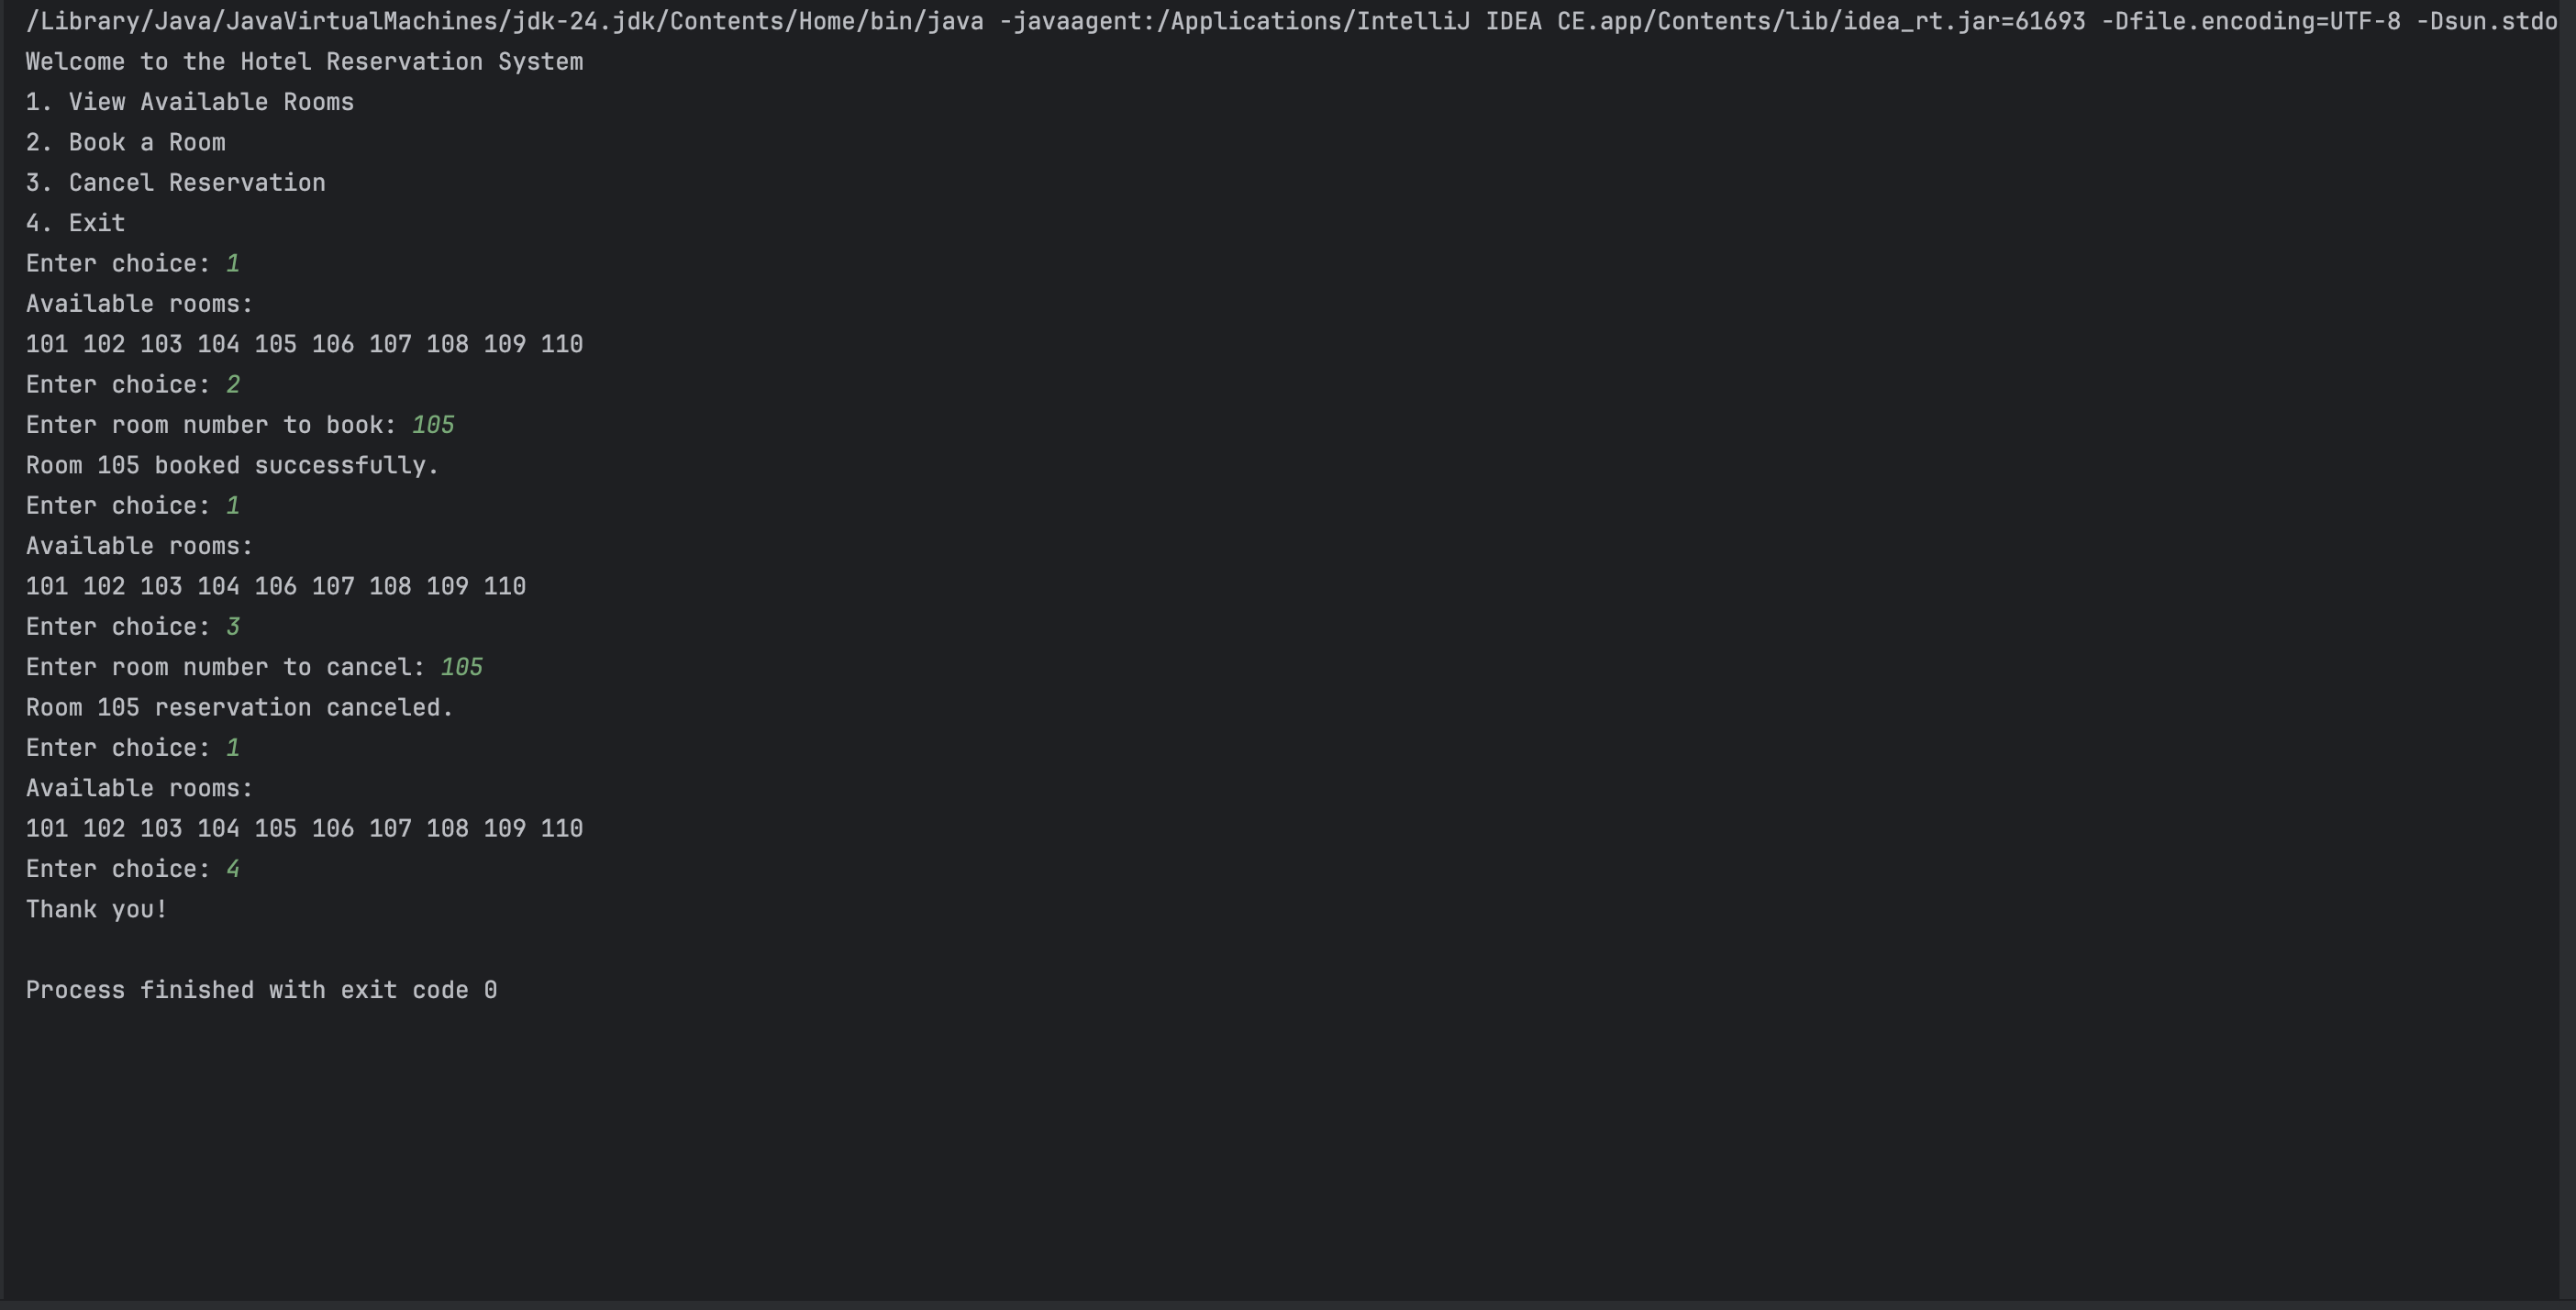 /Library/Java/JavaVirtualMachines/jdk-24.jdk/Contents/Home/bin/java -javaagent:/Applications/IntelliJ IDEA CE.app/Contents/lib/idea_rt.jar=61693 -Dfile.encoding=UTF-8 -Dsun.stdo
Welcome to the Hotel Reservation System
1. View Available Rooms
2. Book a Room
3. Cancel Reservation
4. Exit
Enter choice: 1
Available rooms:
101 102 103 104 105 106 107 108 109 110
Enter choice: 2
Enter room number to book: 105
Room 105 booked successfully.
Enter choice: 1
Available rooms:
101 102 103 104 106 107 108 109 110
Enter choice: 3
Enter room number to cancel: 105
Room 105 reservation canceled.
Enter choice: 1
Available rooms:
101 102 103 104 105 106 107 108 109 110
Enter choice: 4
Thank you!
Process finished with exit code 0